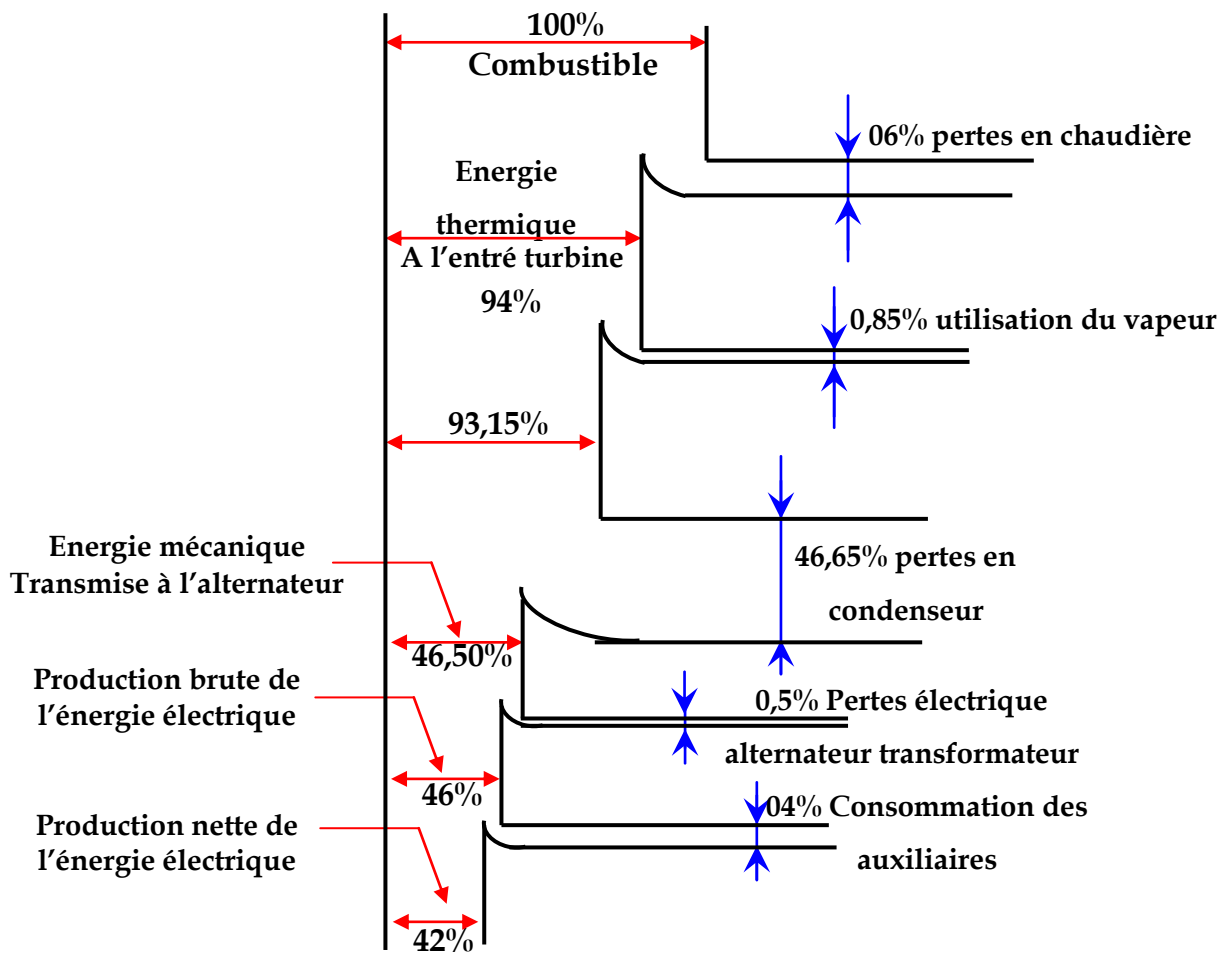 100%
Combustible
06% pertes en chaudière
Energie
thermique
A l’entré turbine
94%
0,85% utilisation du vapeur
93,15%
46,65% pertes en
condenseur
Energie mécanique
Transmise à l’alternateur
46,50%
Production brute de
l’énergie électrique
0,5% Pertes électrique
alternateur transformateur
46%
04% Consommation des
auxiliaires
Production nette de
l’énergie électrique
42%